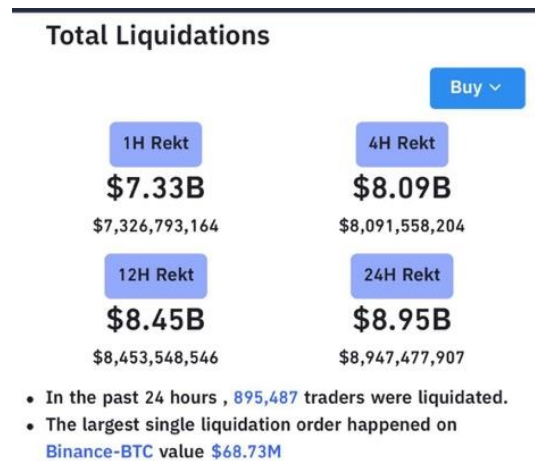 Total Liquidations
Buy
1H Rekt
4H Rekt
$7.33B
$8.09B
$7,326,793,164
$8,091,558,204
12H Rekt
24H Rekt
$8.45B
$8.95B
$8,453,548,546
$8,947,477,907
• In the past 24 hours , 895,487 traders were liquidated.
• The largest single liquidation order happened on
Binance-BTC value $68.73M